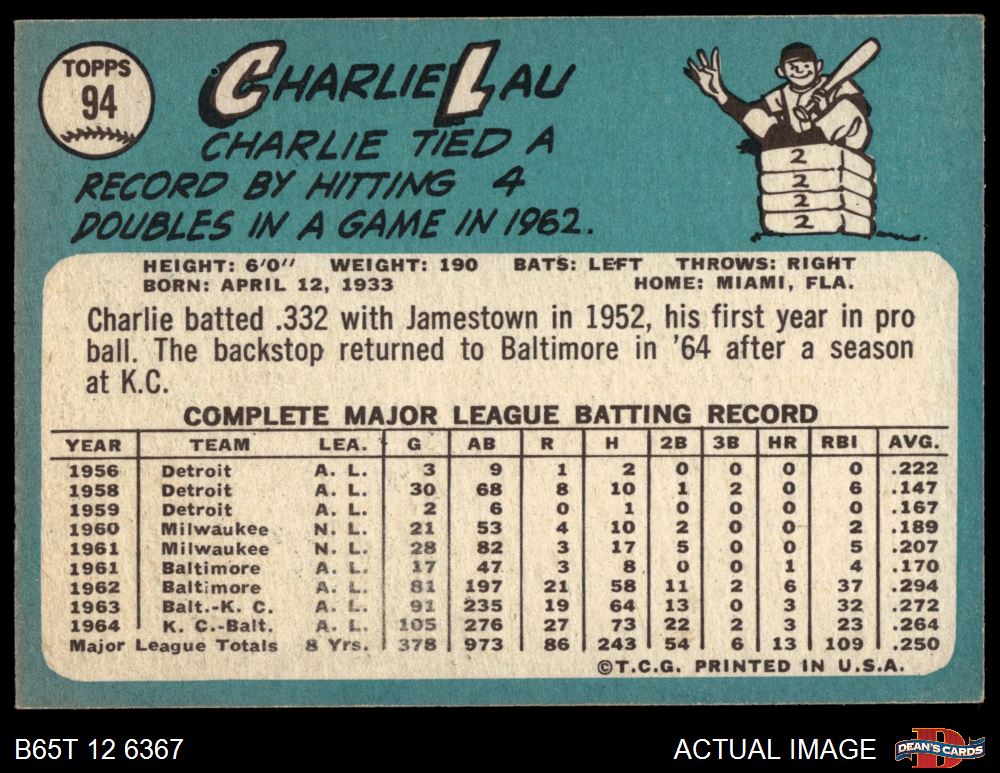 TOPPS
94
CHARLIE LAU
CHARLIE TIED A
RECORD BY HITTING 4
DOUBLES IN A GAME IN 1962.
2
2
2
2
HEIGHT: 6'0" WEIGHT: 190 BATS: LEFT THROWS: RIGHT
BORN: APRIL 12, 1933 HOME: MIAMI, FLA.
Charlie batted .332 with Jamestown in 1952, his first year in pro
ball. The backstop returned to Baltimore in '64 after a season
at K.C.
COMPLETE MAJOR LEAGUE BATTING RECORD
YEAR TEAM LEA. G AB R H 2B 3B HR RBI AVG.
1956 Detroit A. L. 3 9 1 2 0 0 0 0 .222
1958 Detroit A. L. 30 68 8 10 1 2 0 6 .147
1959 Detroit A. L. 2 6 0 1 0 0 0 0 .167
1960 Milwaukee N. L. 21 53 4 10 2 0 0 2 .189
1961 Milwaukee N. L. 28 82 3 17 5 0 0 5 .207
1961 Baltimore A. L. 17 47 3 8 0 0 1 4 .170
1962 Baltimore A. L. 81 197 21 58 11 2 6 37 .294
1963 Balt.-K. C. A. L. 91 235 19 64 13 0 3 32 .272
1964 K. C.-Balt. A. L. 105 276 27 73 22 2 3 23 .264
Major League Totals 8 Yrs. 378 973 86 243 54 6 13 109 .250
©T.C.G. PRINTED IN U.S.A.
B65T 12 6367 ACTUAL IMAGE
D
DEAN'S CARDS